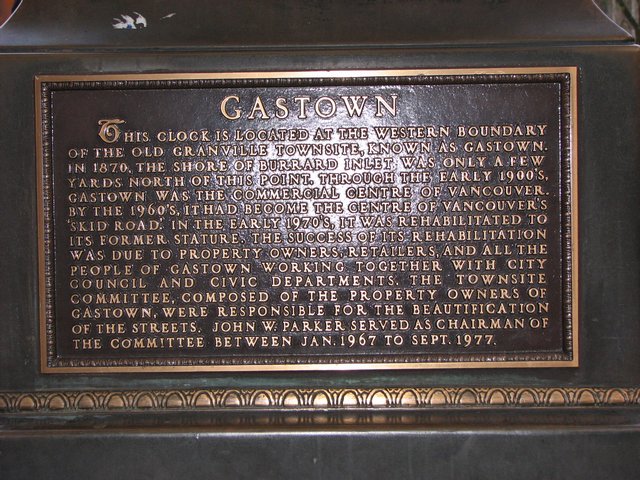 GASTOWN
THIS CLOCK IS LOCATED AT THE WESTERN BOUNDARY
OF THE OLD GRANVILLE TOWNSITE, KNOWN AS GASTOWN.
IN 1870, THE SHORE OF BURRARD INLET WAS ONLY A FEW
YARDS NORTH OF THIS POINT. THROUGH THE EARLY 1900'S,
GASTOWN WAS THE COMMERCIAL CENTRE OF VANCOUVER.
BY THE 1960'S, IT HAD BECOME THE CENTRE OF VANCOUVER'S
'SKID ROAD'. IN THE EARLY 1970'S, IT WAS REHABILITATED TO
ITS FORMER STATURE. THE SUCCESS OF ITS REHABILITATION
WAS DUE TO PROPERTY OWNERS, RETAILERS, AND ALL THE
PEOPLE OF GASTOWN WORKING TOGETHER WITH CITY
COUNCIL AND CIVIC DEPARTMENTS. THE TOWNSITE
COMMITTEE, COMPOSED OF THE PROPERTY OWNERS OF
GASTOWN, WERE RESPONSIBLE FOR THE BEAUTIFICATION
OF THE STREETS. JOHN W. PARKER SERVED AS CHAIRMAN OF
THE COMMITTEE BETWEEN JAN. 1967 TO SEPT. 1977.